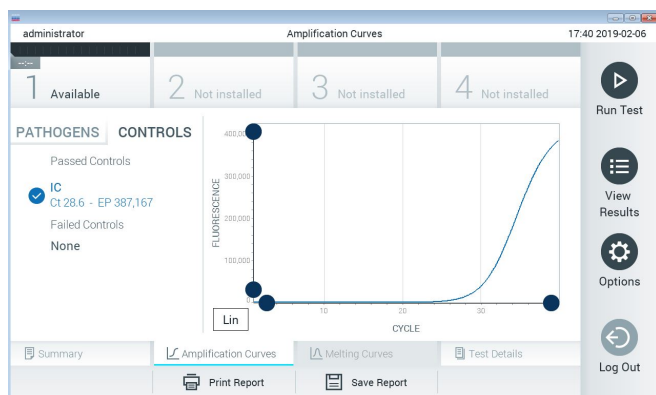 administrator
Amplification Curves
17:40 2019-02-06
--:--
1 Available
2 Not installed
3 Not installed
4 Not installed
Run Test
View Results
Options
Log Out
PATHOGENS
CONTROLS
Passed Controls
IC
Ct 28.6 - EP 387,167
Failed Controls
None
FLUORESCENCE
300,000
200,000
100,000
0
10
20
30
CYCLE
Lin
Summary
Amplification Curves
Melting Curves
Test Details
Print Report
Save Report